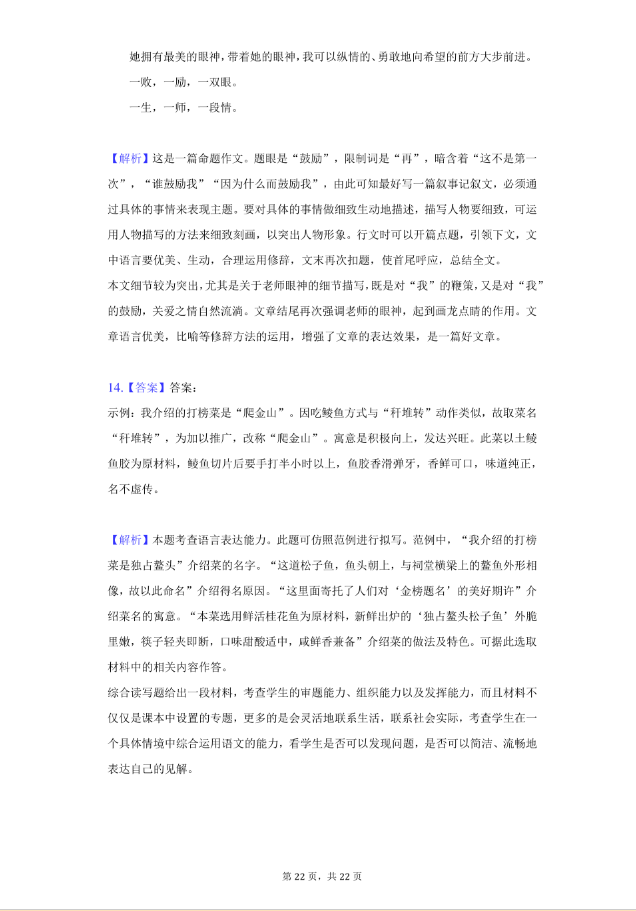 她拥有最美的眼神，带着她的眼神，我可以纵情的、勇敢地向希望的前方大步前进。
一败，一励，一双眼。
一生，一师，一段情。
【解析】这是一篇命题作文。题眼是“鼓励”，限制词是“再”，暗含着“这不是第一
次”，“谁鼓励我”“因为什么而鼓励我”，由此可知最好写一篇叙事记叙文，必须通
过具体的事情来表现主题。要对具体的事情做细致生动地描述，描写人物要细致，可运
用人物描写的方法来细致刻画，以突出人物形象。行文时可以开篇点题，引领下文，文
中语言要优美、生动，合理运用修辞，文末再次扣题，使首尾呼应，总结全文。
本文细节较为突出，尤其是关于老师眼神的细节描写，既是对“我”的鞭策，又是对“我”
的鼓励，关爱之情自然流淌。文章结尾再次强调老师的眼神，起到画龙点睛的作用。文
章语言优美，比喻等修辞方法的运用，增强了文章的表达效果，是一篇好文章。
14.【答案】答案：
示例：我介绍的打榜菜是“爬金山”。因吃鲮鱼方式与“秆堆转”动作类似，故取菜名
“秆堆转”，为加以推广，改称“爬金山”。寓意是积极向上，发达兴旺。此菜以土鲮
鱼胶为原材料，鲮鱼切片后要手打半小时以上，鱼胶香滑弹牙，香鲜可口，味道纯正，
名不虚传。
【解析】本题考查语言表达能力。此题可仿照范例进行拟写。范例中，“我介绍的打榜
菜是独占鳌头”介绍菜的名字。“这道松子鱼，鱼头朝上，与祠堂横梁上的鳌鱼外形相
像，故以此命名”介绍得名原因。“这里面寄托了人们对‘金榜题名’的美好期许”介
绍菜名的寓意。“本菜选用鲜活桂花鱼为原材料，新鲜出炉的‘独占鳌头松子鱼’外脆
里嫩，筷子轻夹即断，口味甜酸适中，咸鲜香兼备”介绍菜的做法及特色。可据此选取
材料中的相关内容作答。
综合读写题给出一段材料，考查学生的审题能力、组织能力以及发挥能力，而且材料不
仅仅是课本中设置的专题，更多的是会灵活地联系生活，联系社会实际，考查学生在一
个具体情境中综合运用语文的能力，看学生是否可以发现问题，是否可以简洁、流畅地
表达自己的见解。
第 22 页，共 22 页